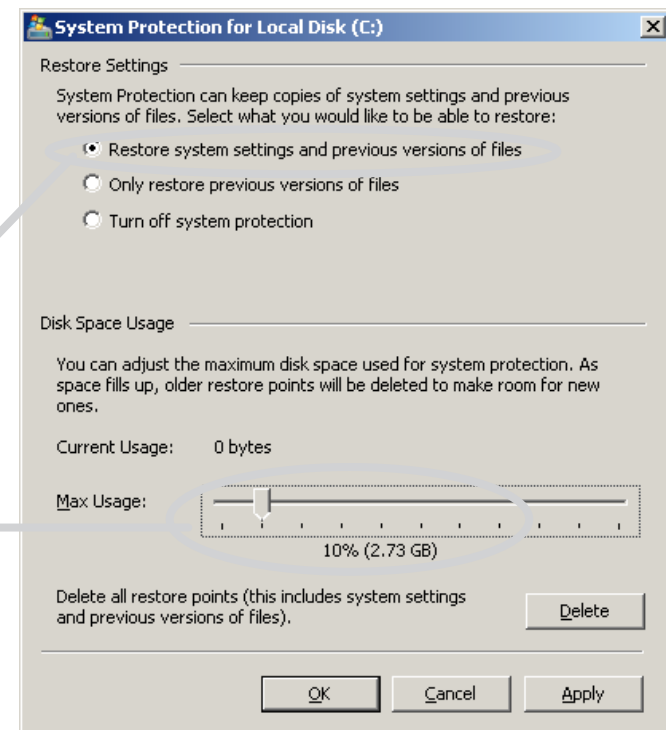 System Protection for Local Disk (C:)
Restore Settings
System Protection can keep copies of system settings and previous
versions of files. Select what you would like to be able to restore:
Restore system settings and previous versions of files
Only restore previous versions of files
Turn off system protection
Disk Space Usage
You can adjust the maximum disk space used for system protection. As
space fills up, older restore points will be deleted to make room for new
ones.
Current Usage: 0 bytes
Max Usage:
10% (2.73 GB)
Delete all restore points (this includes system settings
and previous versions of files).
Delete
OK Cancel Apply